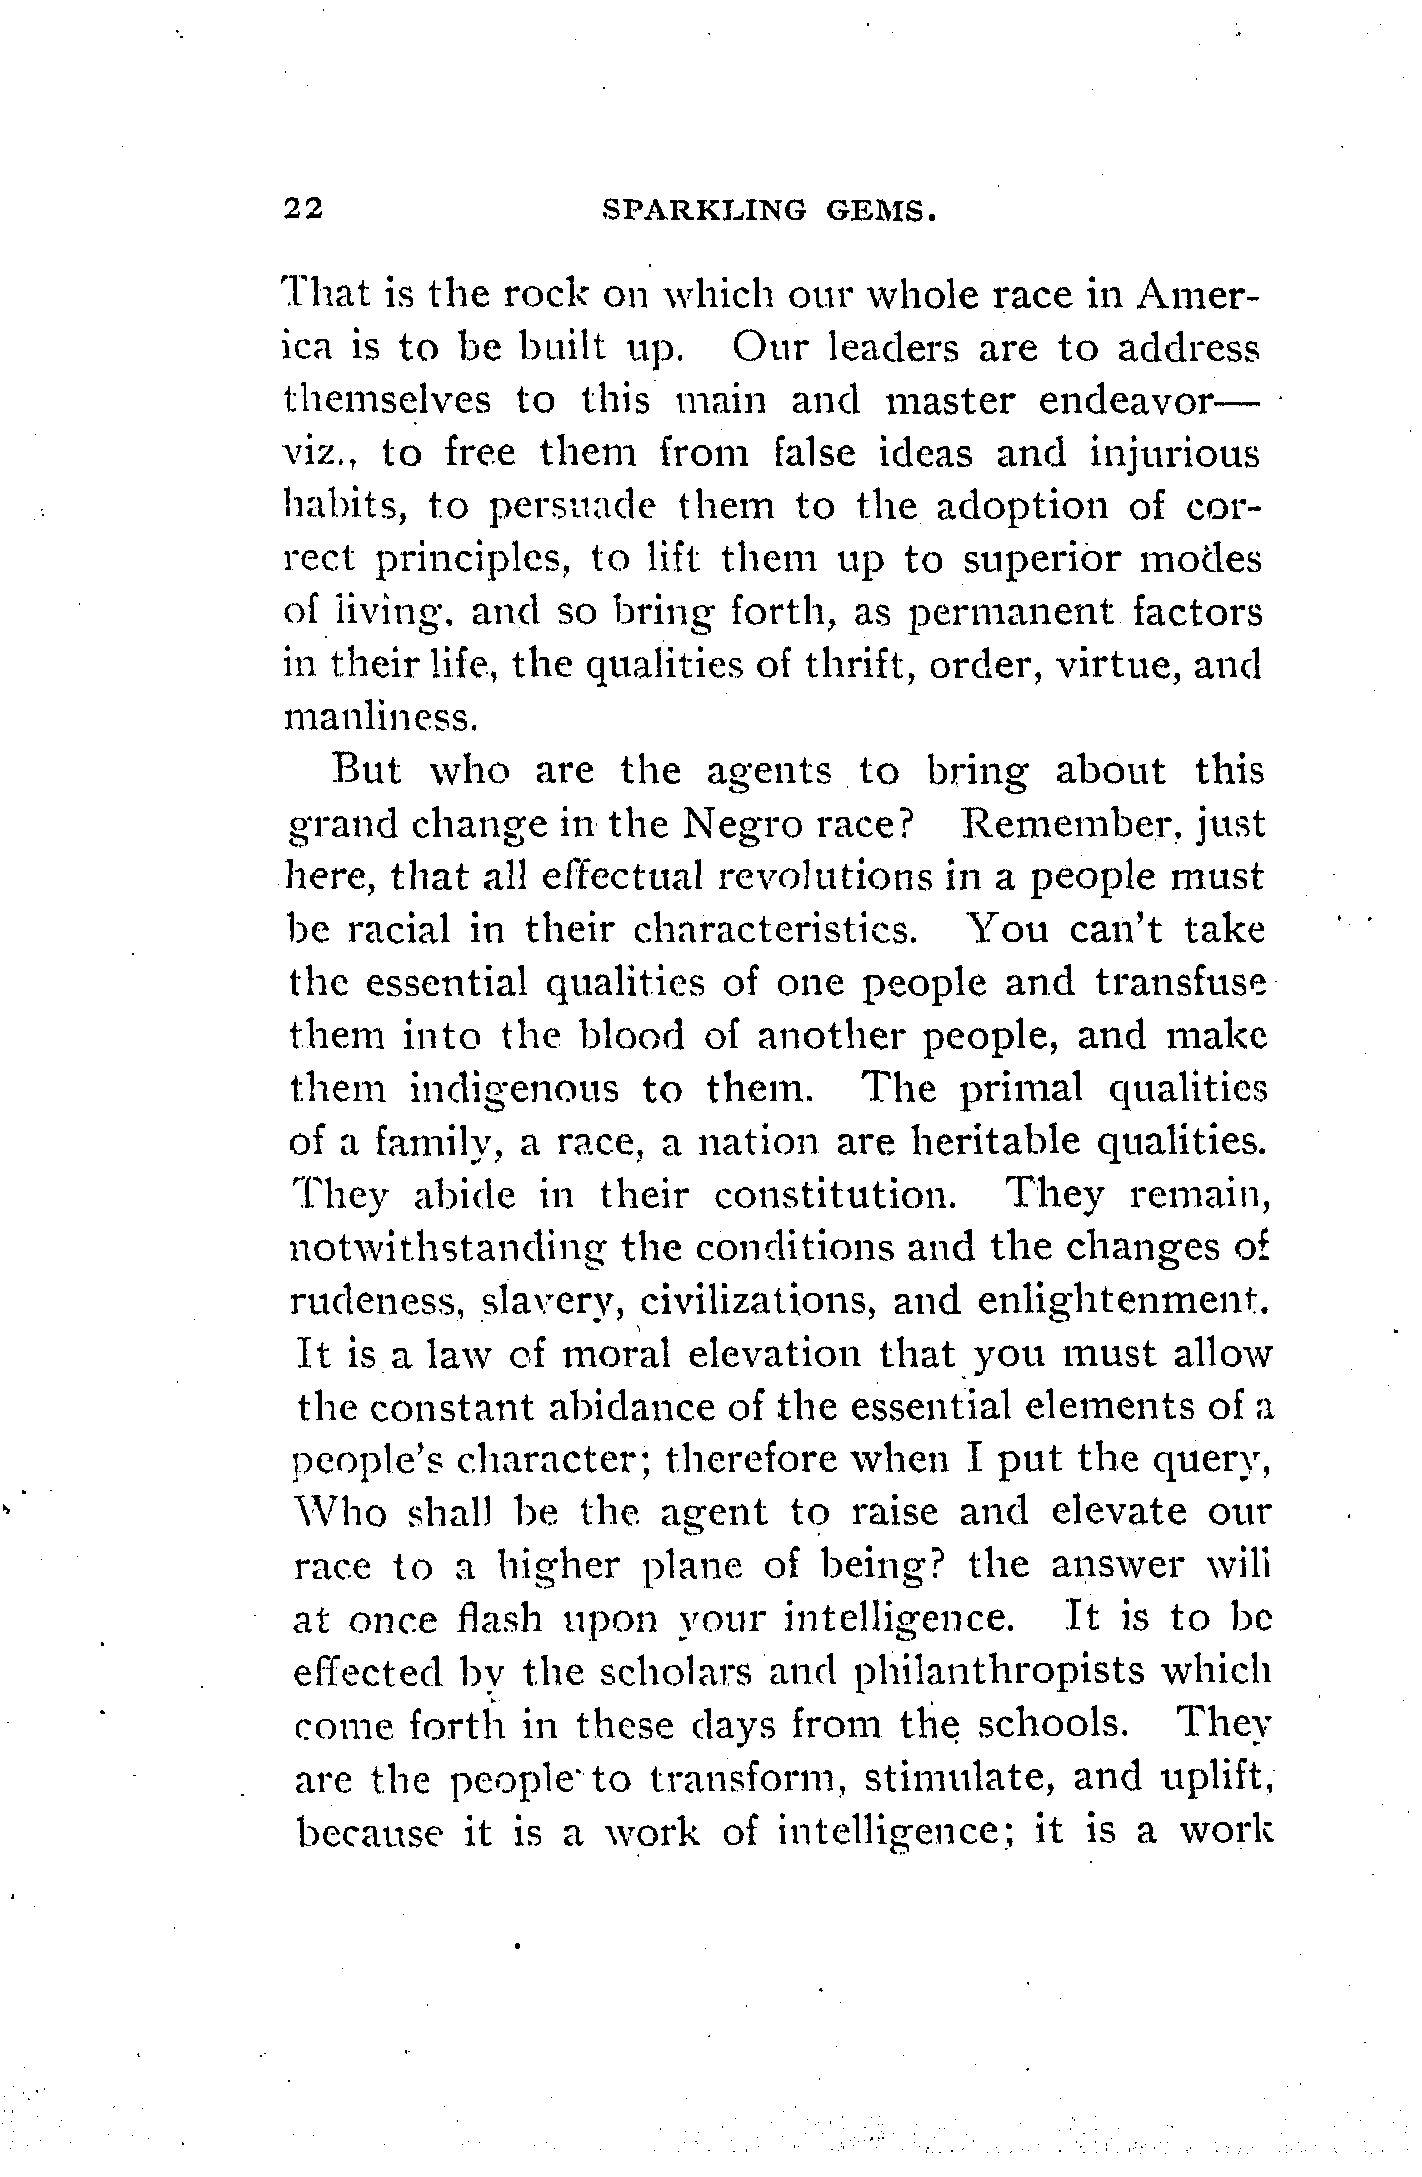 22 SPARKLING GEMS.
That is the rock on which our whole race in Amer-
ica is to be built up. Our leaders are to address
themselves to this main and master endeavor—
viz., to free them from false ideas and injurious
habits, to persuade them to the adoption of cor-
rect principles, to lift them up to superior modes
of living, and so bring forth, as permanent factors
in their life, the qualities of thrift, order, virtue, and
manliness.
But who are the agents to bring about this
grand change in the Negro race? Remember, just
here, that all effectual revolutions in a people must
be racial in their characteristics. You can't take
the essential qualities of one people and transfuse
them into the blood of another people, and make
them indigenous to them. The primal qualities
of a family, a race, a nation are heritable qualities.
They abide in their constitution. They remain,
notwithstanding the conditions and the changes of
rudeness, slavery, civilizations, and enlightenment.
It is a law of moral elevation that you must allow
the constant abidance of the essential elements of a
people's character; therefore when I put the query,
Who shall be the agent to raise and elevate our
race to a higher plane of being? the answer will
at once flash upon your intelligence. It is to be
effected by the scholars and philanthropists which
come forth in these days from the schools. They
are the people to transform, stimulate, and uplift,
because it is a work of intelligence; it is a work